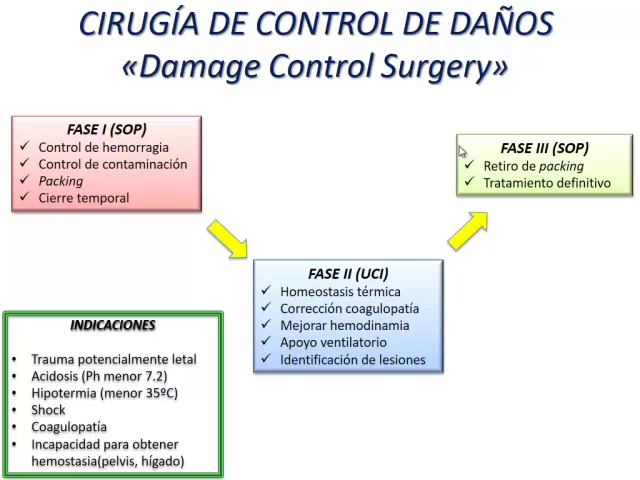 CIRUGÍA DE CONTROL DE DAÑOS
«Damage Control Surgery»
FASE I (SOP)
✓ Control de hemorragia
✓ Control de contaminación
✓ Packing
✓ Cierre temporal
FASE II (UCI)
✓ Homeostasis térmica
✓ Corrección coagulopatía
✓ Mejorar hemodinamia
✓ Apoyo ventilatorio
✓ Identificación de lesiones
FASE III (SOP)
✓ Retiro de packing
✓ Tratamiento definitivo
INDICACIONES
• Trauma potencialmente letal
• Acidosis (Ph menor 7.2)
• Hipotermia (menor 35ºC)
• Shock
• Coagulopatía
• Incapacidad para obtener
hemostasia(pelvis, hígado)